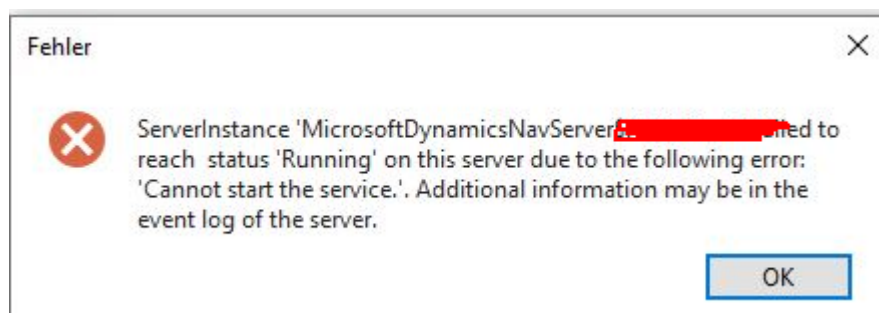 Fehler
ServerInstance 'MicrosoftDynamicsNavServer to
reach status 'Running' on this server due to the following error:
'Cannot start the service.'. Additional information may be in the
event log of the server.
OK